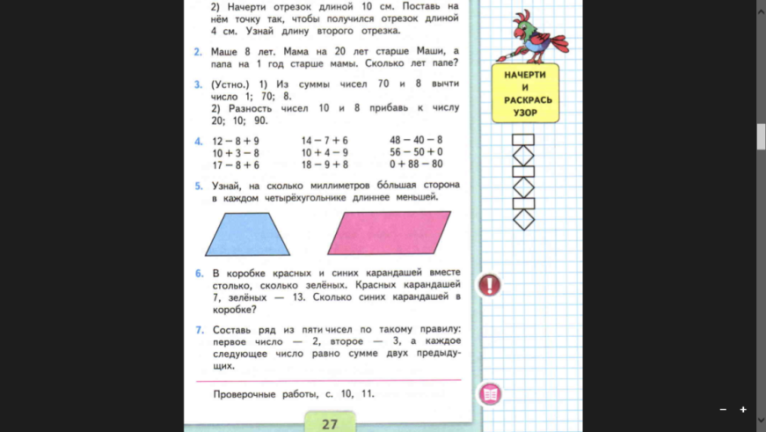 2) Начерти отрезок длиной 10 см. Поставь на
нём точку так, чтобы получился отрезок длиной
4 см. Узнай длину второго отрезка.
2. Маше 8 лет. Мама на 20 лет старше Маши, а
папа на 1 год старше мамы. Сколько лет папе?
3. (Устно.) 1) Из суммы чисел 70 и 8 вычти
число 1; 70; 8.
2) Разность чисел 10 и 8 прибавь к числу
20; 10; 90.
4. 12 − 8 + 9 14 − 7 + 6 48 − 40 − 8
10 + 3 − 8 10 + 4 − 9 56 − 50 + 0
17 − 8 + 6 18 − 9 + 8 0 + 88 − 80
5. Узнай, на сколько миллиметров бо́льшая сторона
в каждом четырёхугольнике длиннее меньшей.
6. В коробке красных и синих карандашей вместе
столько, сколько зелёных. Красных карандашей
7, зелёных — 13. Сколько синих карандашей в
коробке?
7. Составь ряд из пяти чисел по такому правилу:
первое число — 2, второе — 3, а каждое
следующее число равно сумме двух предыду-
щих.
Проверочные работы, с. 10, 11.
27
НАЧЕРТИ
И
РАСКРАСЬ
УЗОР